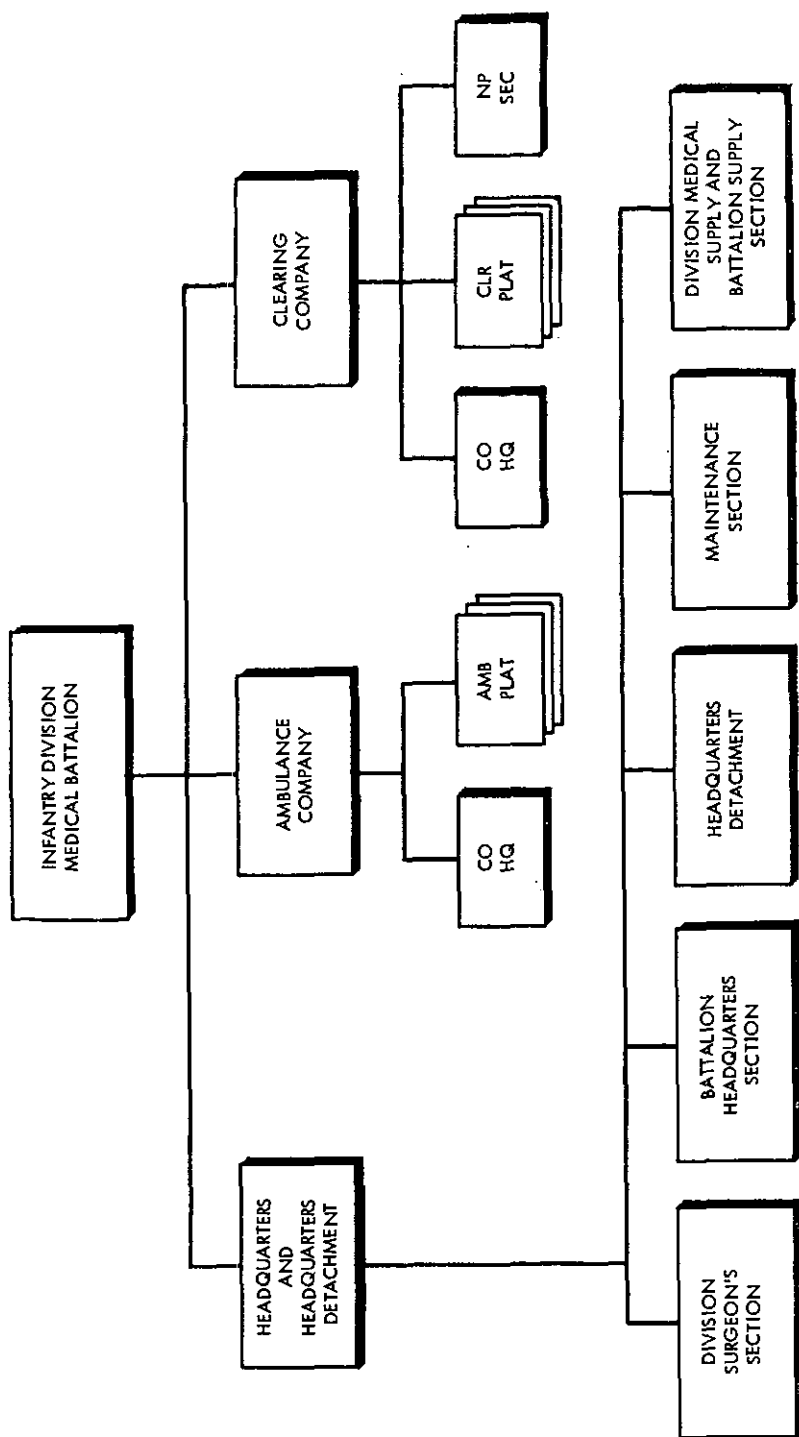 INFANTRY DIVISION
MEDICAL BATTALION
HEADQUARTERS
AND
HEADQUARTERS
DETACHMENT
AMBULANCE
COMPANY
CLEARING
COMPANY
CO
HQ
AMB
PLAT
CO
HQ
CLR
PLAT
NP
SEC
DIVISION
SURGEON'S
SECTION
BATTALION
HEADQUARTERS
SECTION
HEADQUARTERS
DETACHMENT
MAINTENANCE
SECTION
DIVISION MEDICAL
SUPPLY AND
BATTALION SUPPLY
SECTION